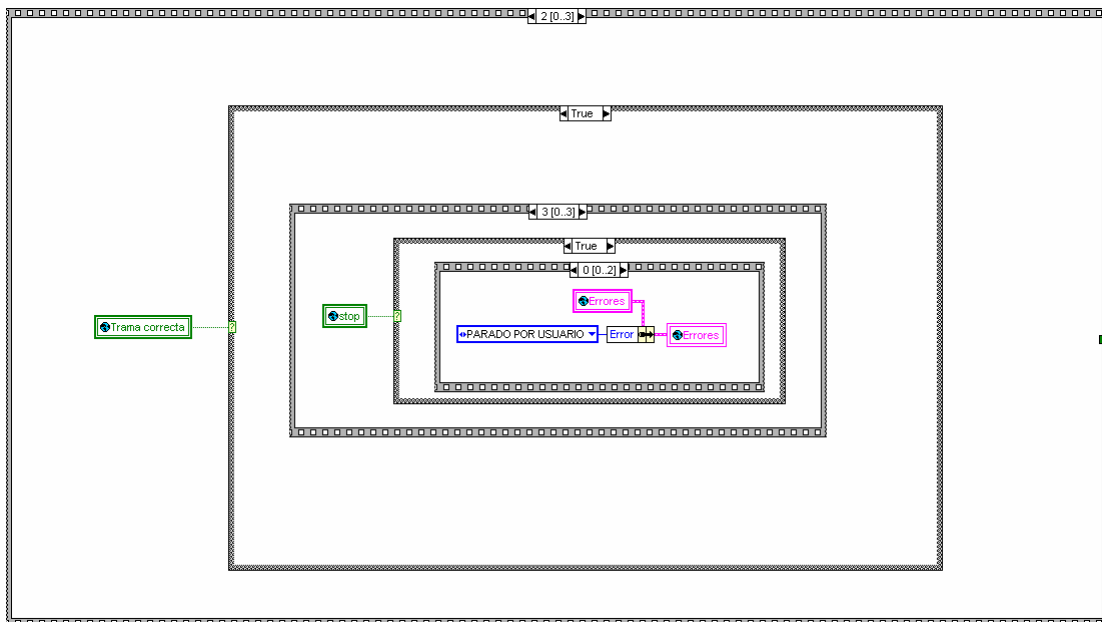 2 [0..3]
True
3 [0..3]
True
0 [0..2]
Errores
Trama correcta
?
stop
?
PARADO POR USUARIO
Error
Errores